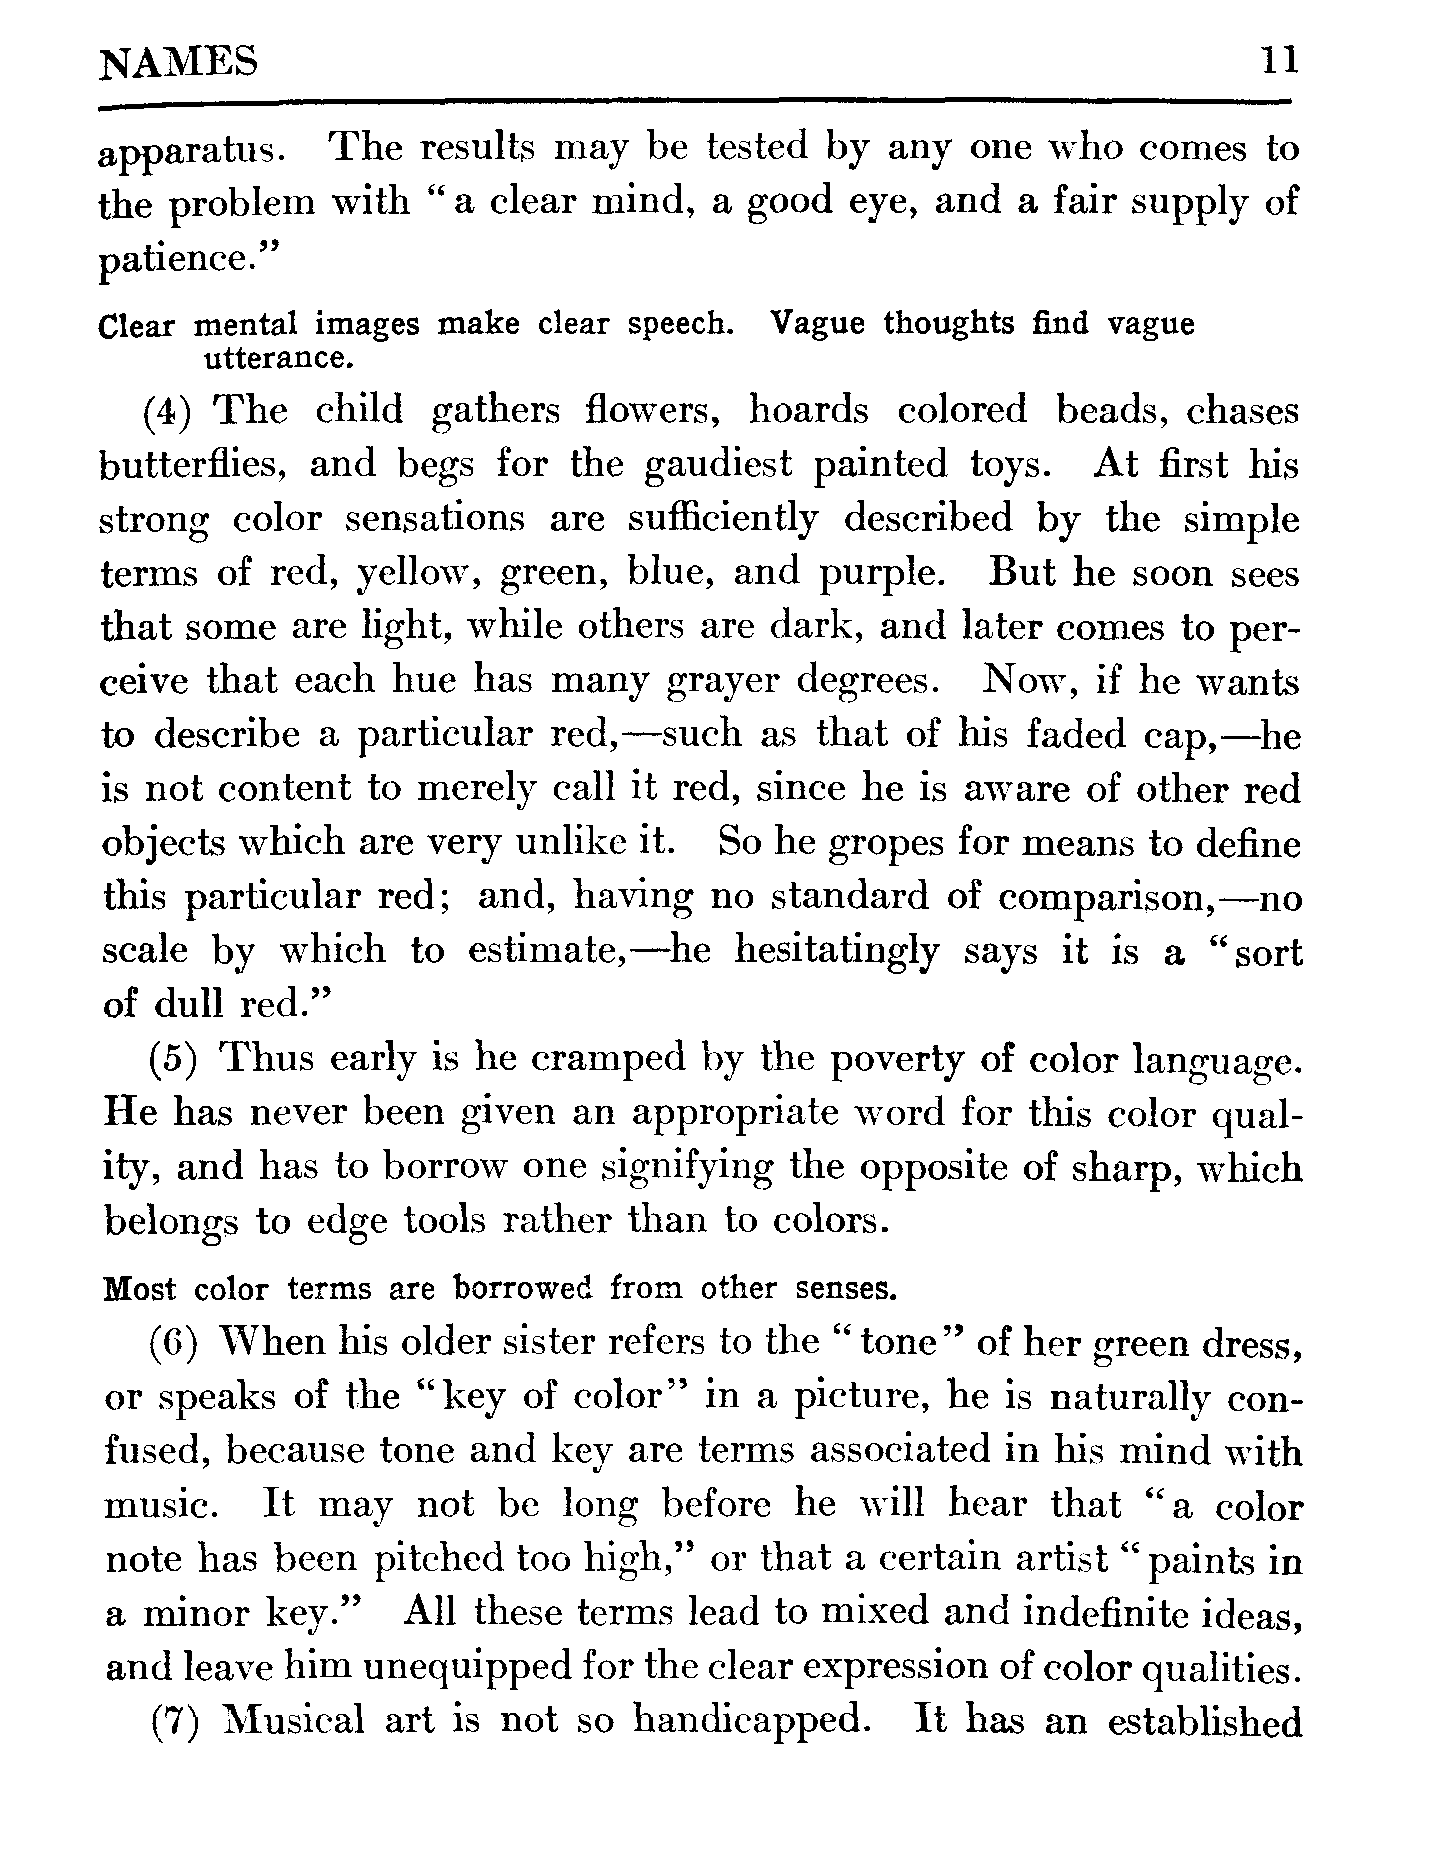 NAMES 11
apparatus. The results may be tested by any one who comes to
the problem with “a clear mind, a good eye, and a fair supply of
patience.”
Clear mental images make clear speech. Vague thoughts find vague
utterance.
(4) The child gathers flowers, hoards colored beads, chases
butterflies, and begs for the gaudiest painted toys. At first his
strong color sensations are sufficiently described by the simple
terms of red, yellow, green, blue, and purple. But he soon sees
that some are light, while others are dark, and later comes to per-
ceive that each hue has many grayer degrees. Now, if he wants
to describe a particular red,—such as that of his faded cap,—he
is not content to merely call it red, since he is aware of other red
objects which are very unlike it. So he gropes for means to define
this particular red; and, having no standard of comparison,—no
scale by which to estimate,—he hesitatingly says it is a “sort
of dull red.”
(5) Thus early is he cramped by the poverty of color language.
He has never been given an appropriate word for this color qual-
ity, and has to borrow one signifying the opposite of sharp, which
belongs to edge tools rather than to colors.
Most color terms are borrowed from other senses.
(6) When his older sister refers to the “tone” of her green dress,
or speaks of the “key of color” in a picture, he is naturally con-
fused, because tone and key are terms associated in his mind with
music. It may not be long before he will hear that “a color
note has been pitched too high,” or that a certain artist “paints in
a minor key.” All these terms lead to mixed and indefinite ideas,
and leave him unequipped for the clear expression of color qualities.
(7) Musical art is not so handicapped. It has an established